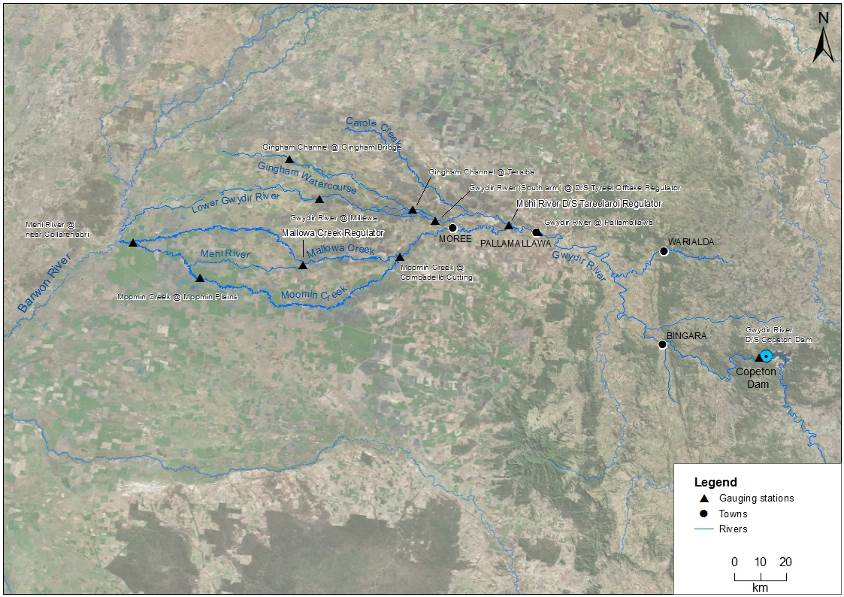 N
Carole Creek
Gingham Channel @ Gingham Bridge
Gingham Channel @ Teralba
Gingham Watercourse
Gwydir River (South arm) @ D/S Tyreel Offtake Regulator
Lower Gwydir River
Mehi River D/S Tareelaroi Regulator
Gwydir River @ Millewa
Gwydir River @ Pallamallawa
Mehi River @
near Collarenebri
Mallowa Creek Regulator
MOREE
PALLAMALLAWA
WARIALDA
Mehi River
Mallowa Creek
Gwydir River
Barwon River
Moomin Creek @
Combadello Cutting
Moomin Creek @ Moomin Plains
Moomin Creek
BINGARA
Gwydir River
D/S Copeton Dam
Copeton
Dam
Legend
Gauging stations
Towns
Rivers
0 10 20
km